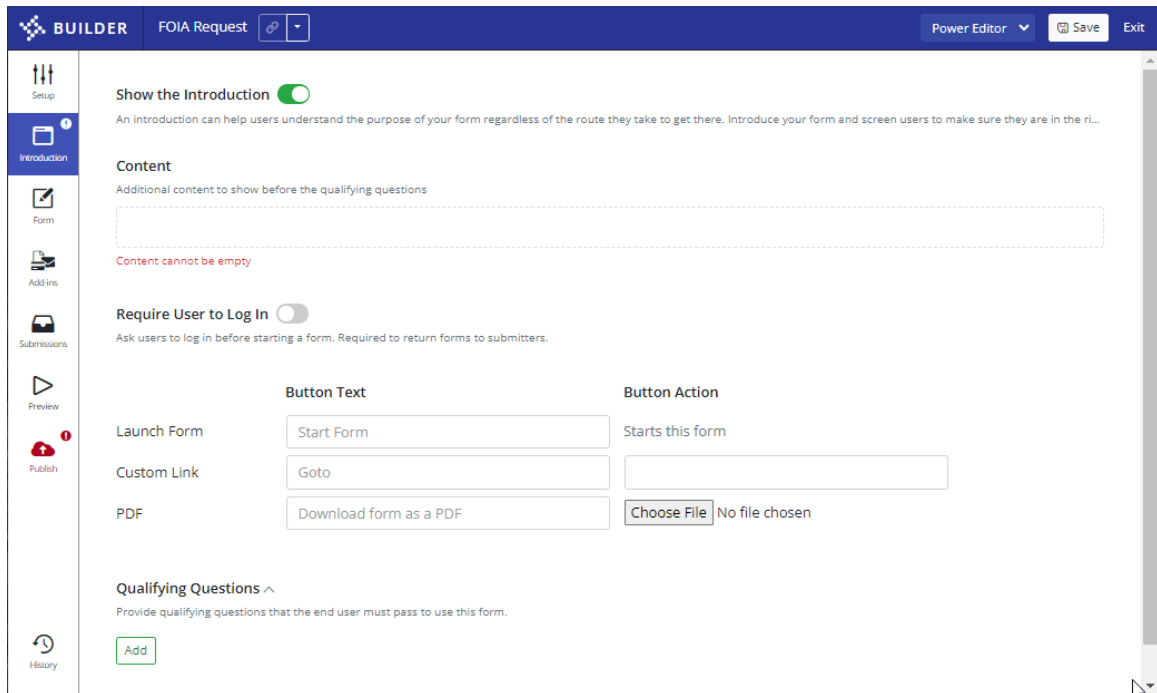 BUILDER FOIA Request Power Editor Save Exit
Setup
Introduction
Form
Add-ins
Submissions
Preview
Publish
History
Show the Introduction
An introduction can help users understand the purpose of your form regardless of the route they take to get there. Introduce your form and screen users to make sure they are in the ri...
Content
Additional content to show before the qualifying questions
Content cannot be empty
Require User to Log In
Ask users to log in before starting a form. Required to return forms to submitters.
Button Text Button Action
Launch Form Start Form Starts this form
Custom Link Goto
PDF Download form as a PDF Choose File No file chosen
Qualifying Questions
Provide qualifying questions that the end user must pass to use this form.
Add